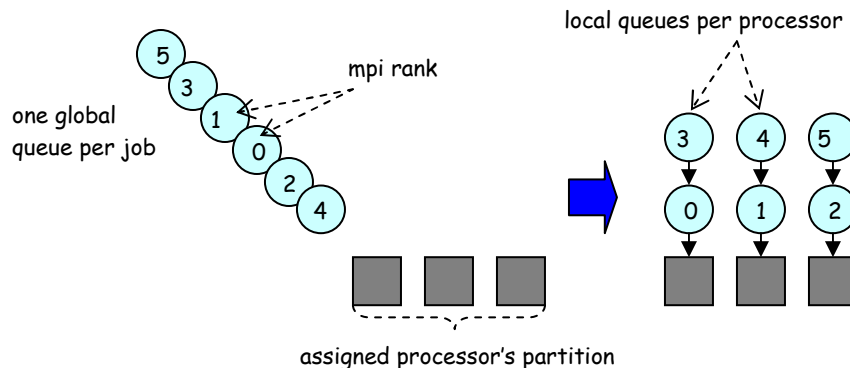 local queues per processor
mpi rank
one global
queue per job
5
3
1
0
2
4
3 4 5
0 1 2
assigned processor's partition